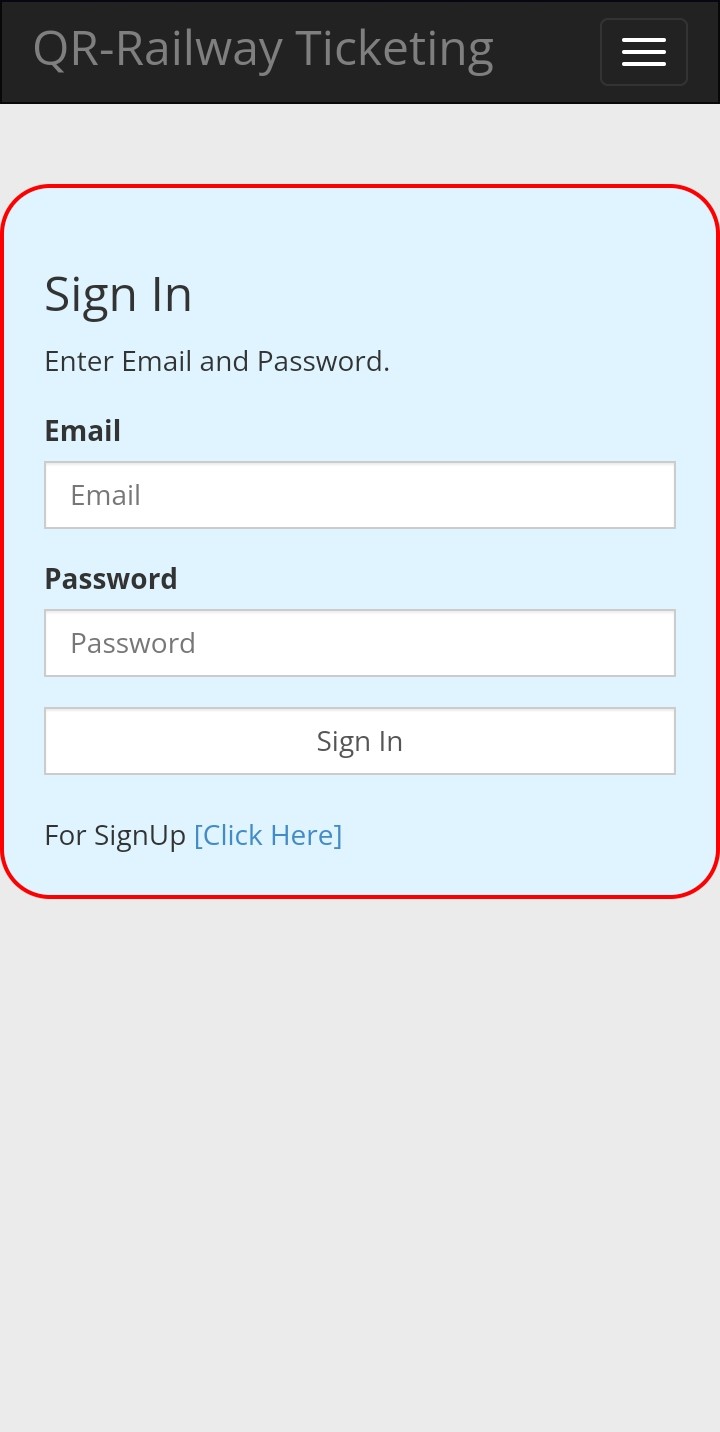 QR-Railway Ticketing
Sign In
Enter Email and Password.
Email
Email
Password
Password
Sign In
For SignUp [Click Here]